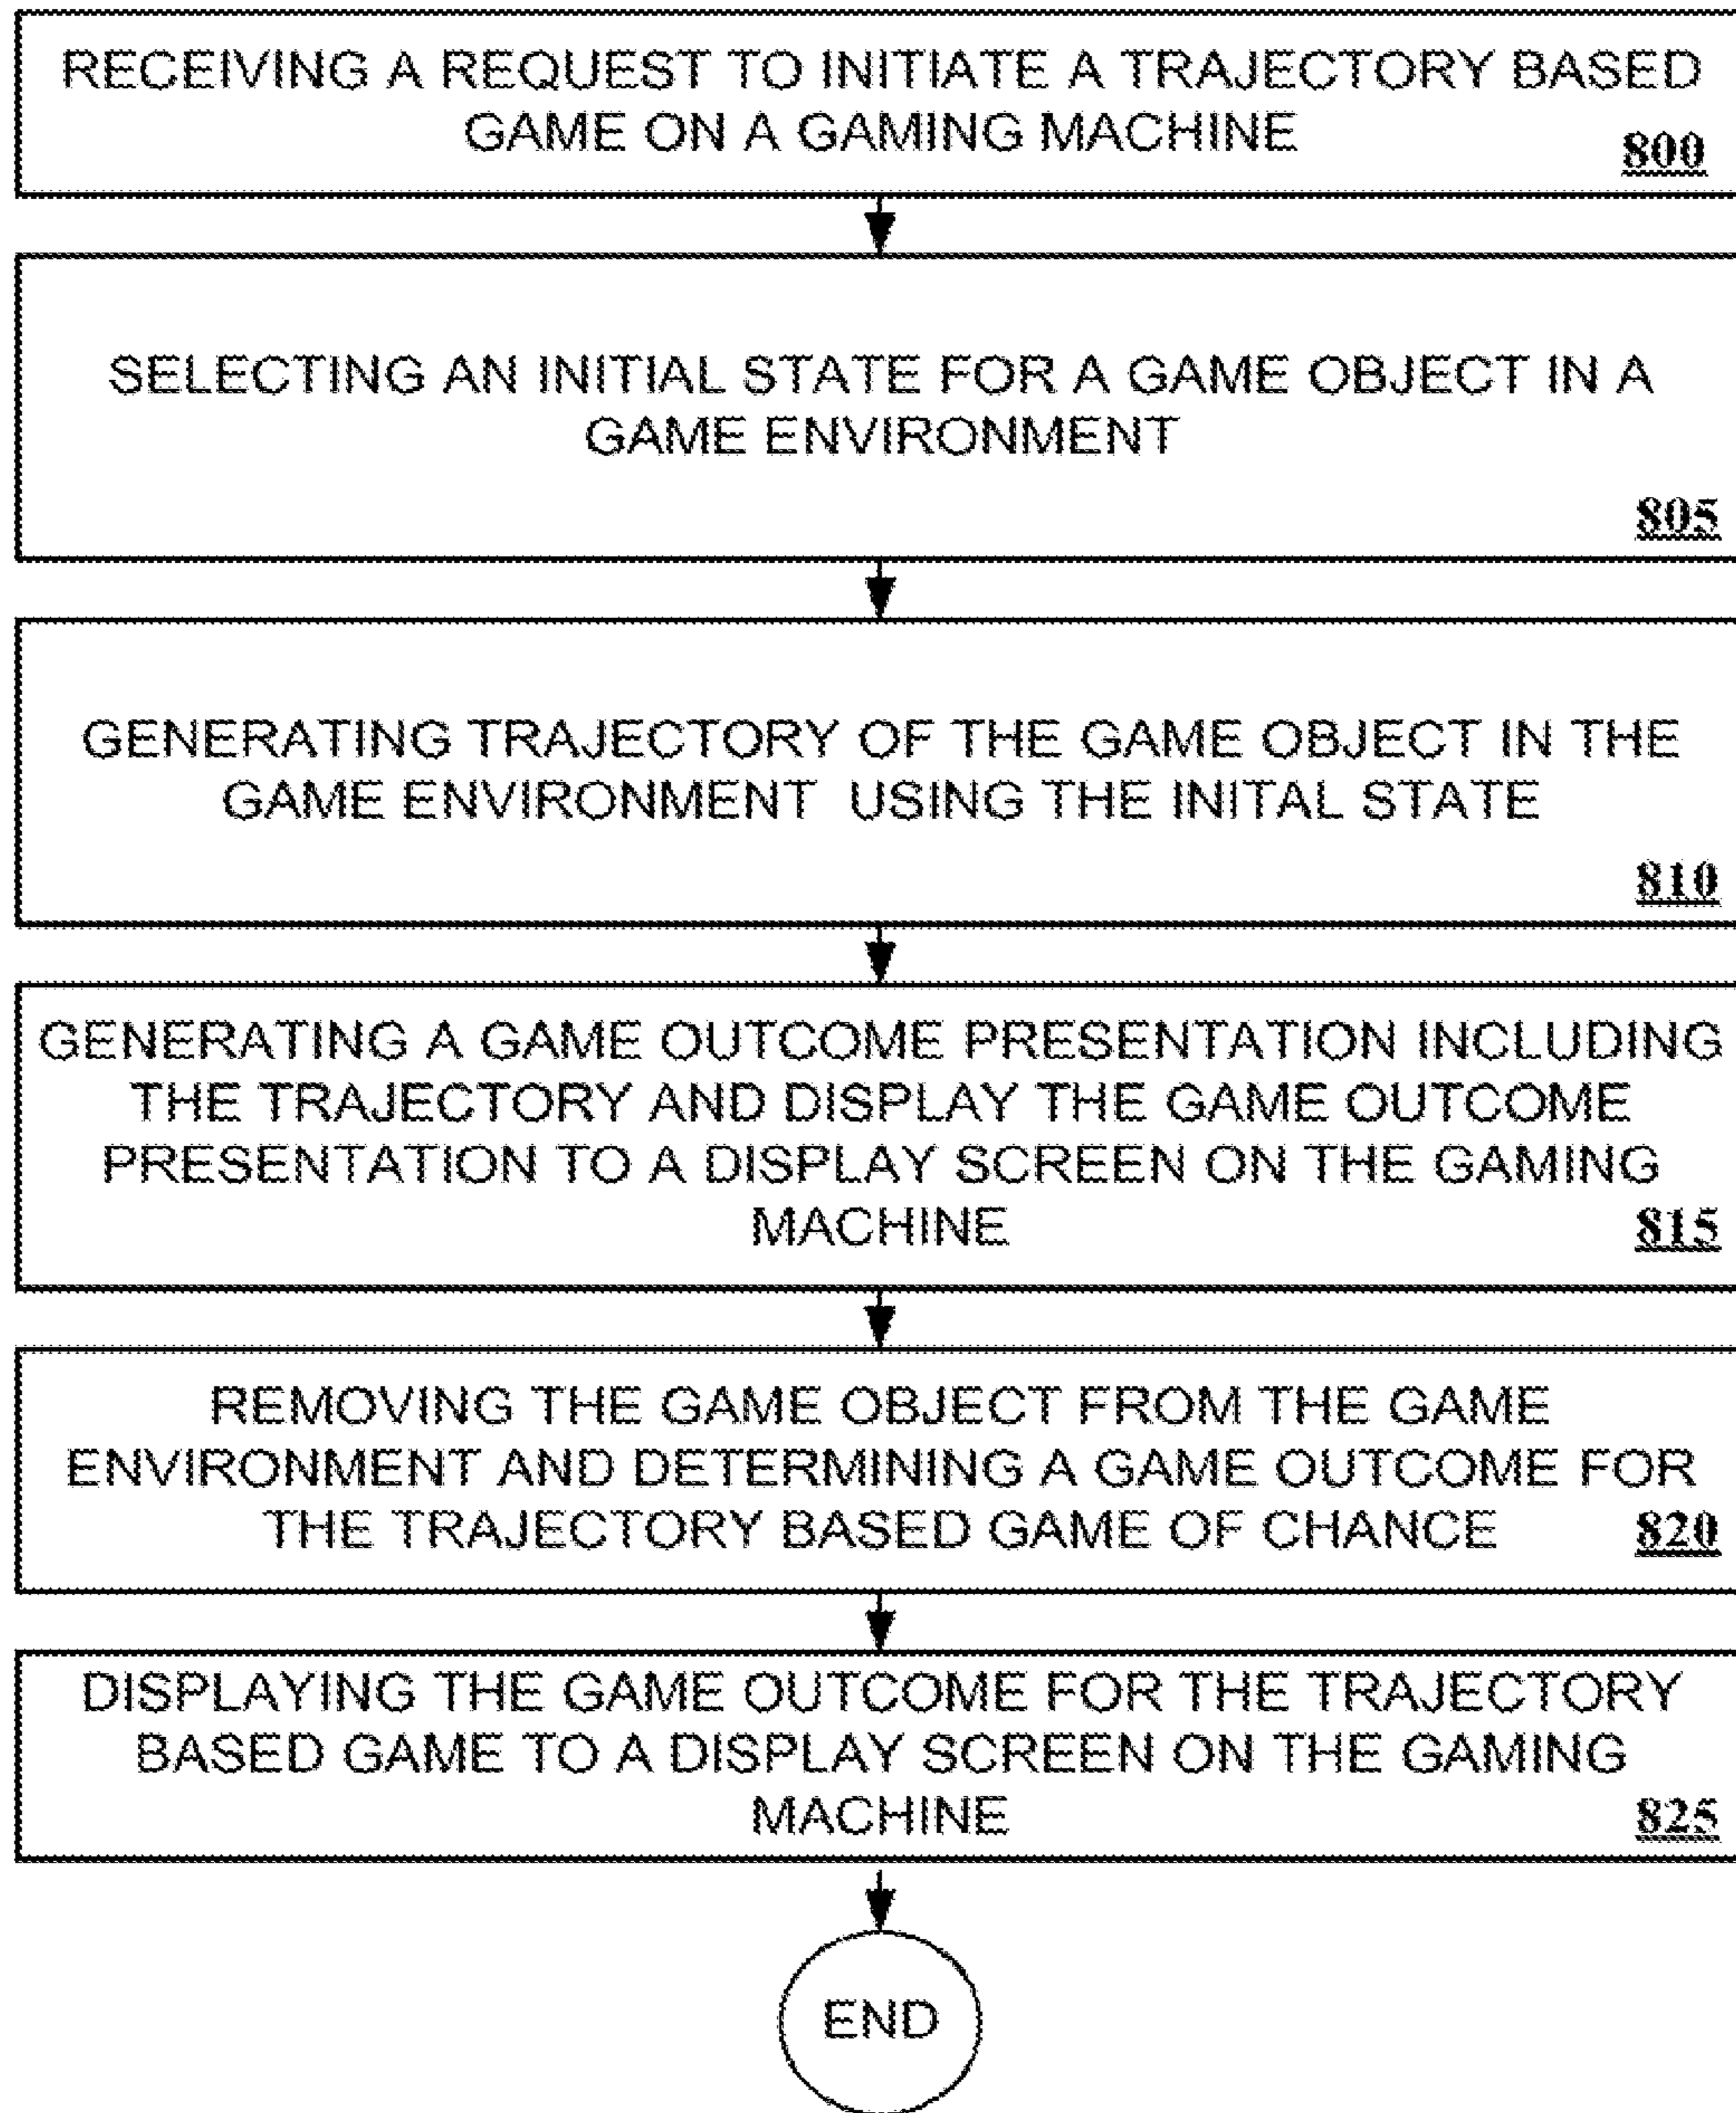 RECEIVING A REQUEST TO INITIATE A TRAJECTORY BASED
GAME ON A GAMING MACHINE
800
SELECTING AN INITIAL STATE FOR A GAME OBJECT IN A
GAME ENVIRONMENT
805
GENERATING TRAJECTORY OF THE GAME OBJECT IN THE
GAME ENVIRONMENT USING THE INITAL STATE
810
GENERATING A GAME OUTCOME PRESENTATION INCLUDING
THE TRAJECTORY AND DISPLAY THE GAME OUTCOME
PRESENTATION TO A DISPLAY SCREEN ON THE GAMING
MACHINE 815
REMOVING THE GAME OBJECT FROM THE GAME
ENVIRONMENT AND DETERMINING A GAME OUTCOME FOR
THE TRAJECTORY BASED GAME OF CHANCE 820
DISPLAYING THE GAME OUTCOME FOR THE TRAJECTORY
BASED GAME TO A DISPLAY SCREEN ON THE GAMING
MACHINE 825
END